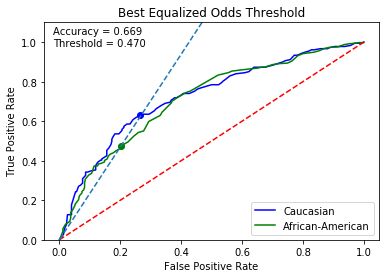 Best Equalized Odds Threshold
Accuracy = 0.669
Threshold = 0.470
1.0
0.8
0.6
0.4
0.2
0.0
True Positive Rate
Caucasian
African-American
0.0 0.2 0.4 0.6 0.8 1.0
False Positive Rate